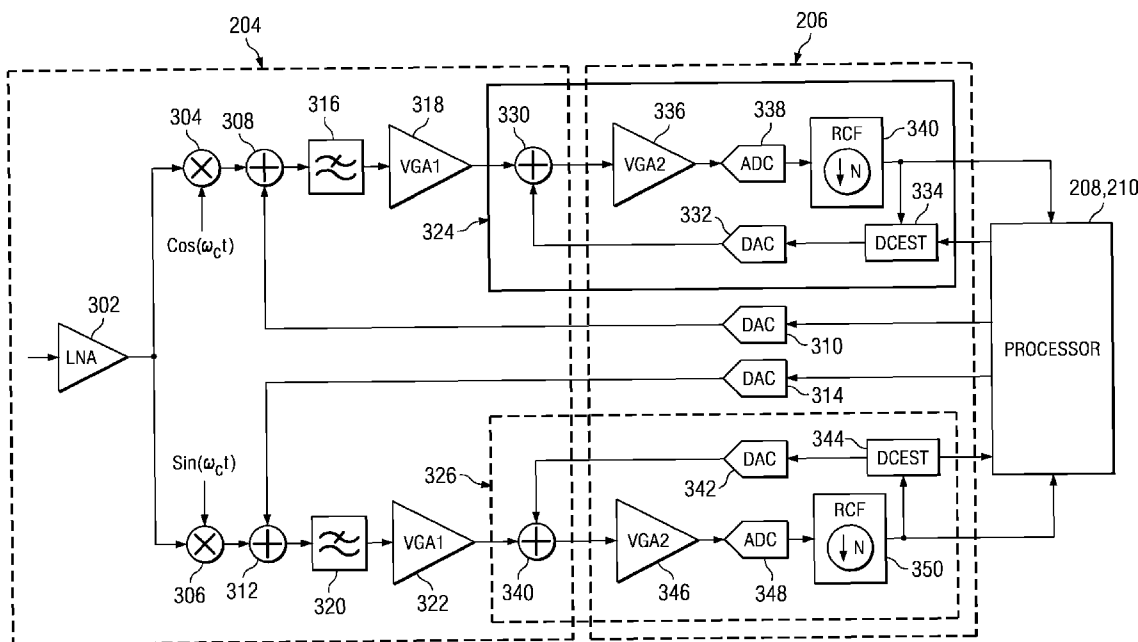 204
206
304
308
316
318
330
336
338
RCF
340
VGA1
VGA2
ADC
↓N
208,210
Cos(ωct)
324
332
DAC
334
DCEST
302
LNA
DAC
310
PROCESSOR
DAC
314
Sin(ωct)
326
DAC
342
344
DCEST
RCF
VGA1
VGA2
ADC
↓N
306
312
320
322
340
346
348
350